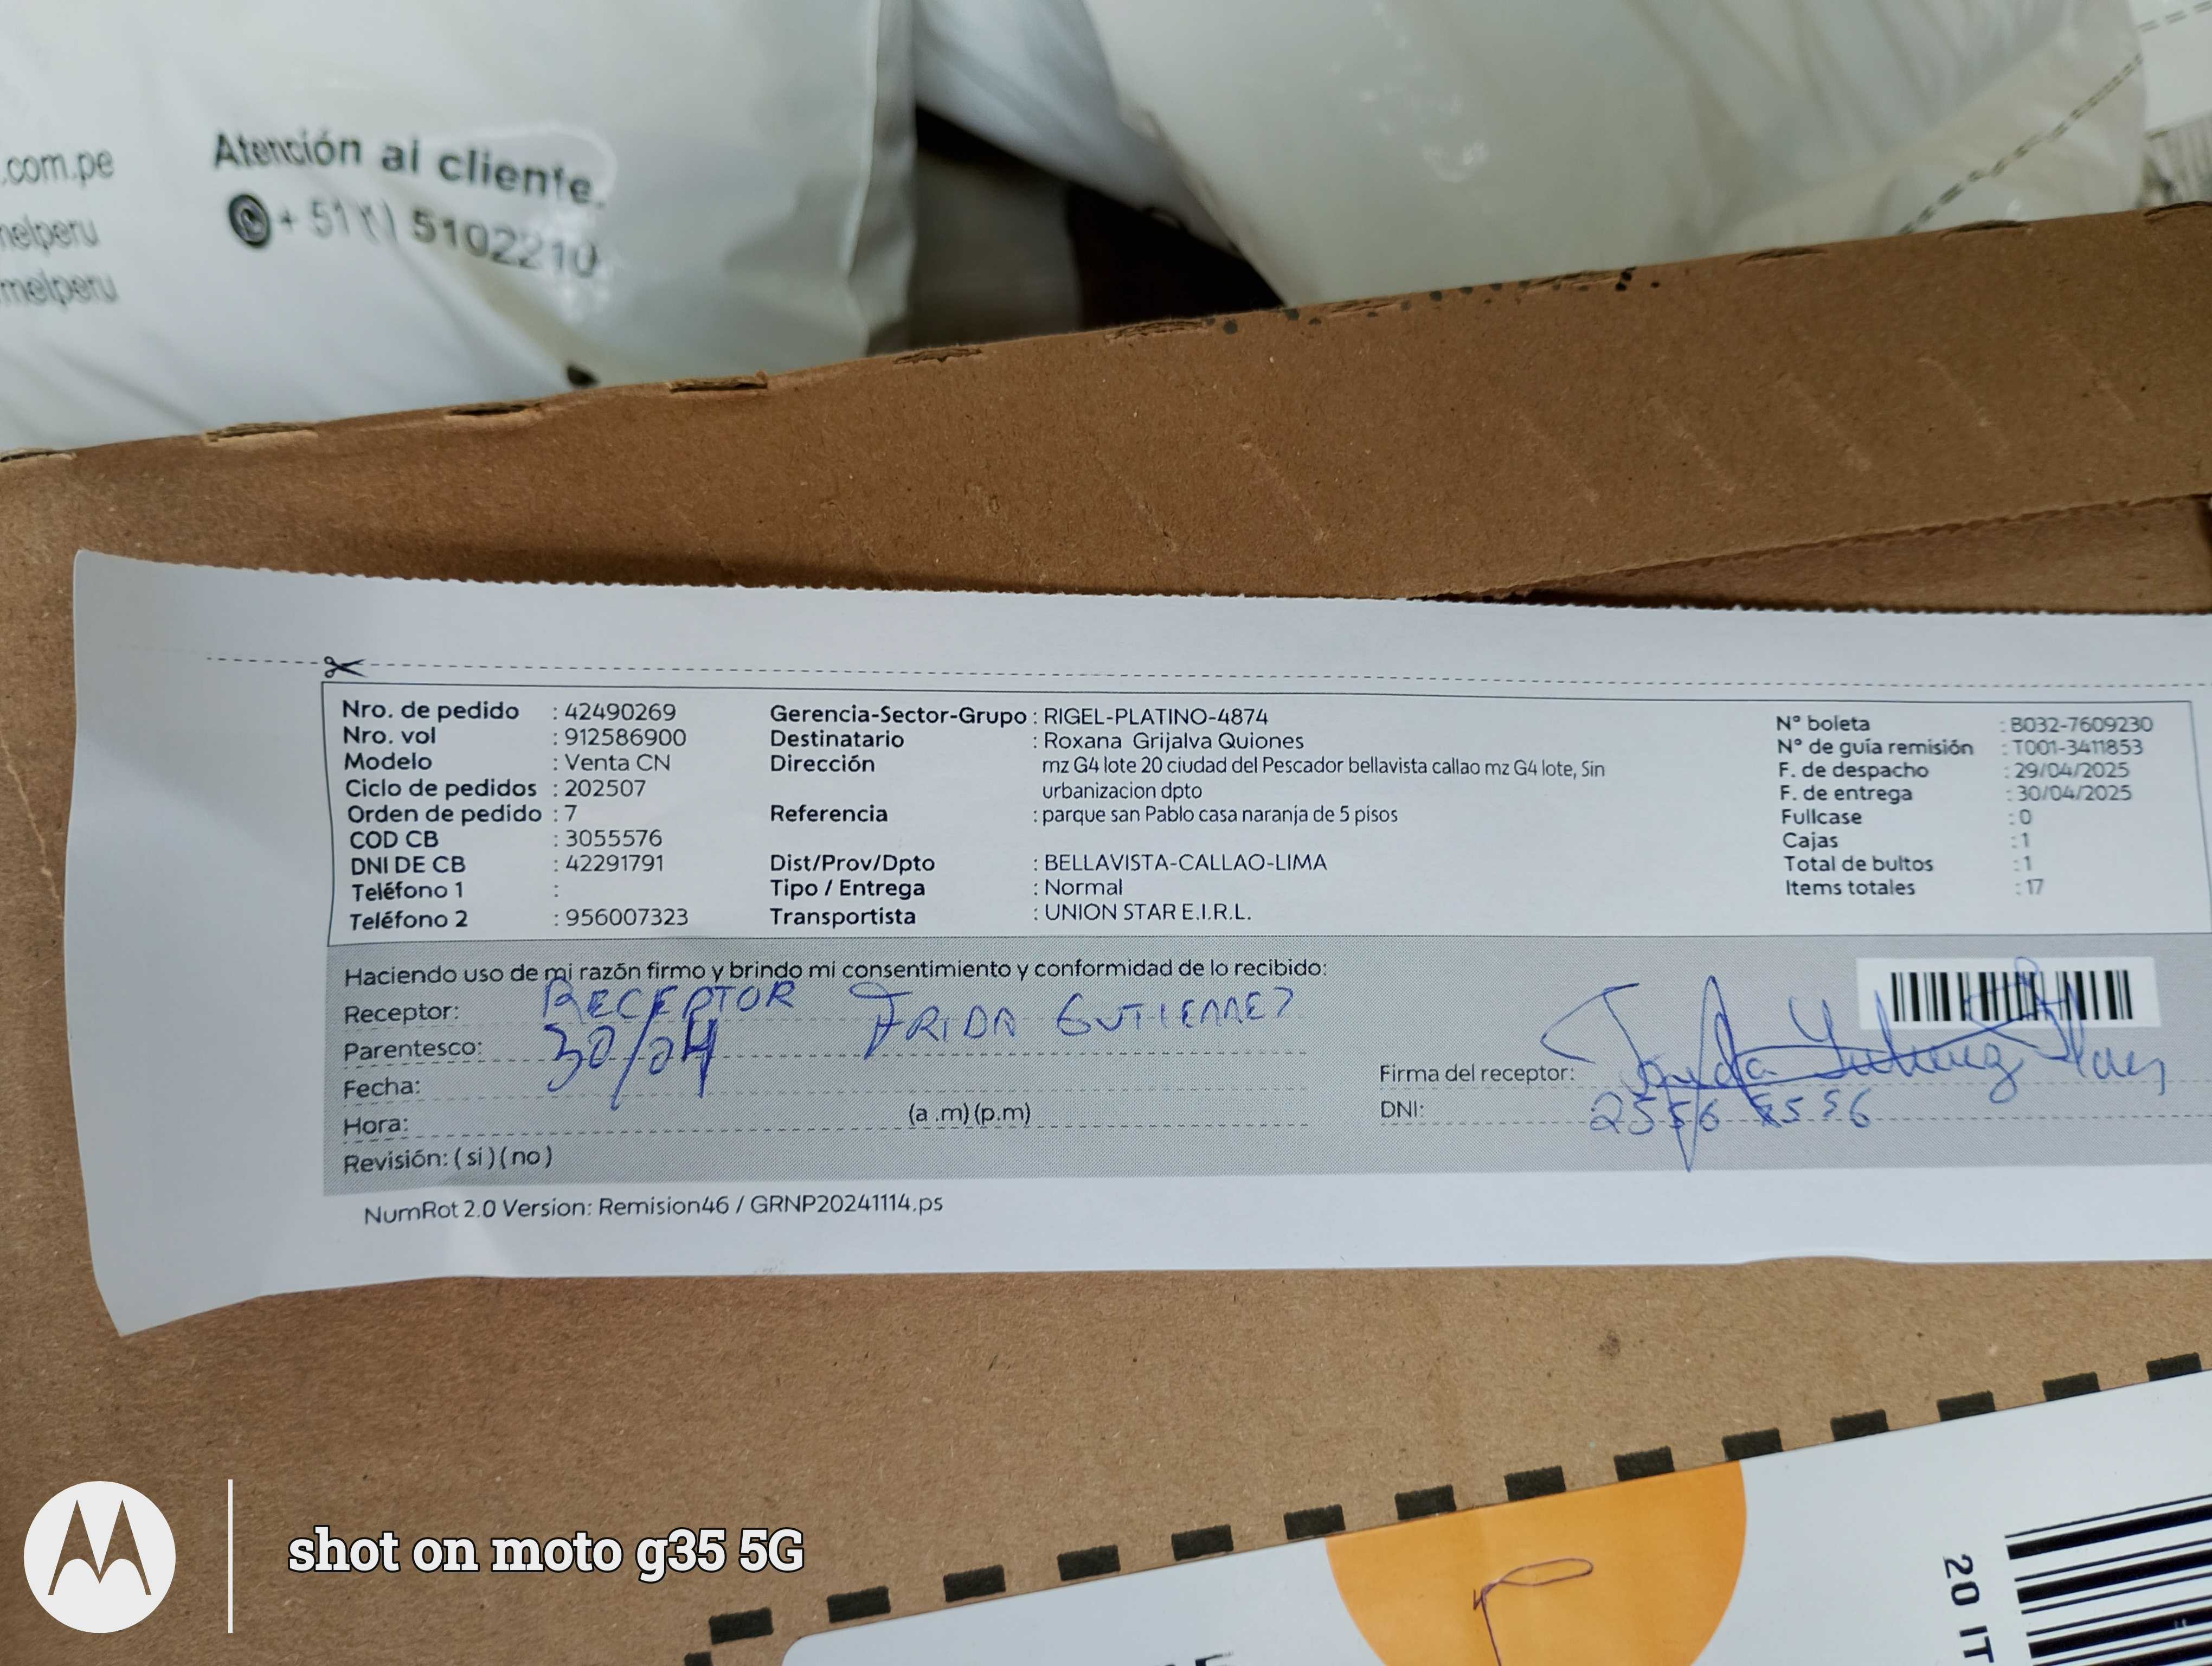 .com.pe
Atención al cliente.
+ 51 (1) 5102210
melperu
melperu
Nro. de pedido : 42490269
Nro. vol : 912586900
Modelo : Venta CN
Ciclo de pedidos : 202507
Orden de pedido : 7
COD CB : 3055576
DNI DE CB : 42291791
Teléfono 1 :
Teléfono 2 : 956007323
Gerencia-Sector-Grupo : RIGEL-PLATINO-4874
Destinatario : Roxana Grijalva Quiones
Dirección mz G4 lote 20 ciudad del Pescador bellavista callao mz G4 lote, Sin
urbanizacion dpto
Referencia : parque san Pablo casa naranja de 5 pisos
Dist/Prov/Dpto : BELLAVISTA-CALLAO-LIMA
Tipo / Entrega : Normal
Transportista : UNION STAR E.I.R.L.
N° boleta : B032-7609230
N° de guía remisión : T001-3411853
F. de despacho : 29/04/2025
F. de entrega : 30/04/2025
Fullcase : 0
Cajas : 1
Total de bultos : 1
Items totales : 17
Haciendo uso de mi razón firmo y brindo mi consentimiento y conformidad de lo recibido:
Receptor: RECEPTOR FRIDA GUTIERREZ
Parentesco:
Fecha: 30/04
Hora: (a .m) (p.m)
Revisión: ( si ) ( no )
Firma del receptor:
DNI: 2556
NumRot 2.0 Version: Remision46 / GRNP20241114.ps
shot on moto g35 5G
20 IT